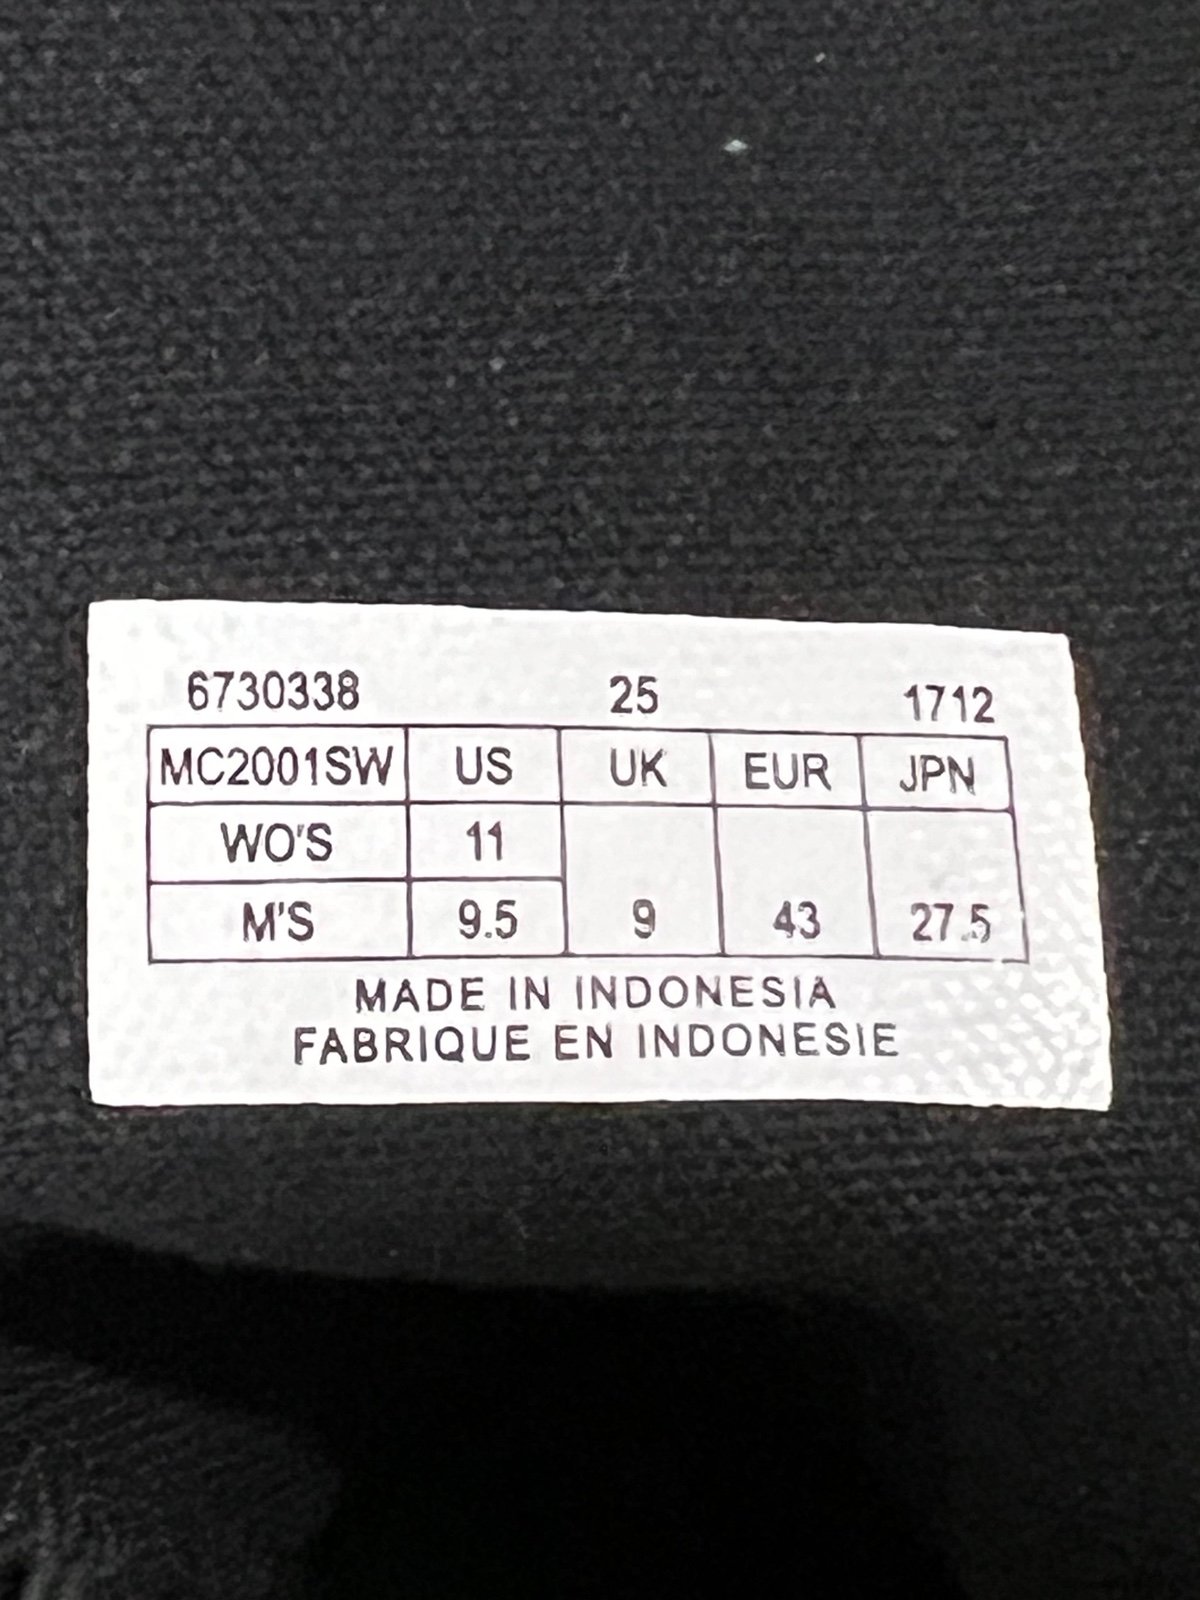 6730338 25 1712
MC2001SW US UK EUR JPN
WO'S 11
M'S 9.5 9 43 27.5
MADE IN INDONESIA
FABRIQUE EN INDONESIE